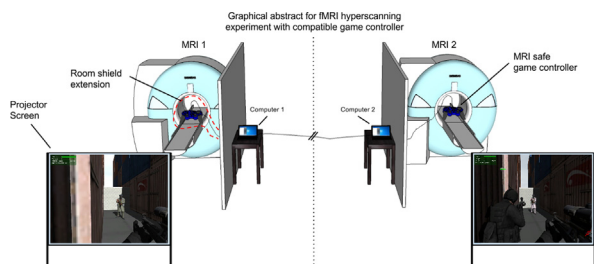 Graphical abstract for fMRI hyperscanning
experiment with compatible game controller
MRI 1
MRI 2
Room shield
extension
MRI safe
game controller
Projector
Screen
Computer 1
Computer 2